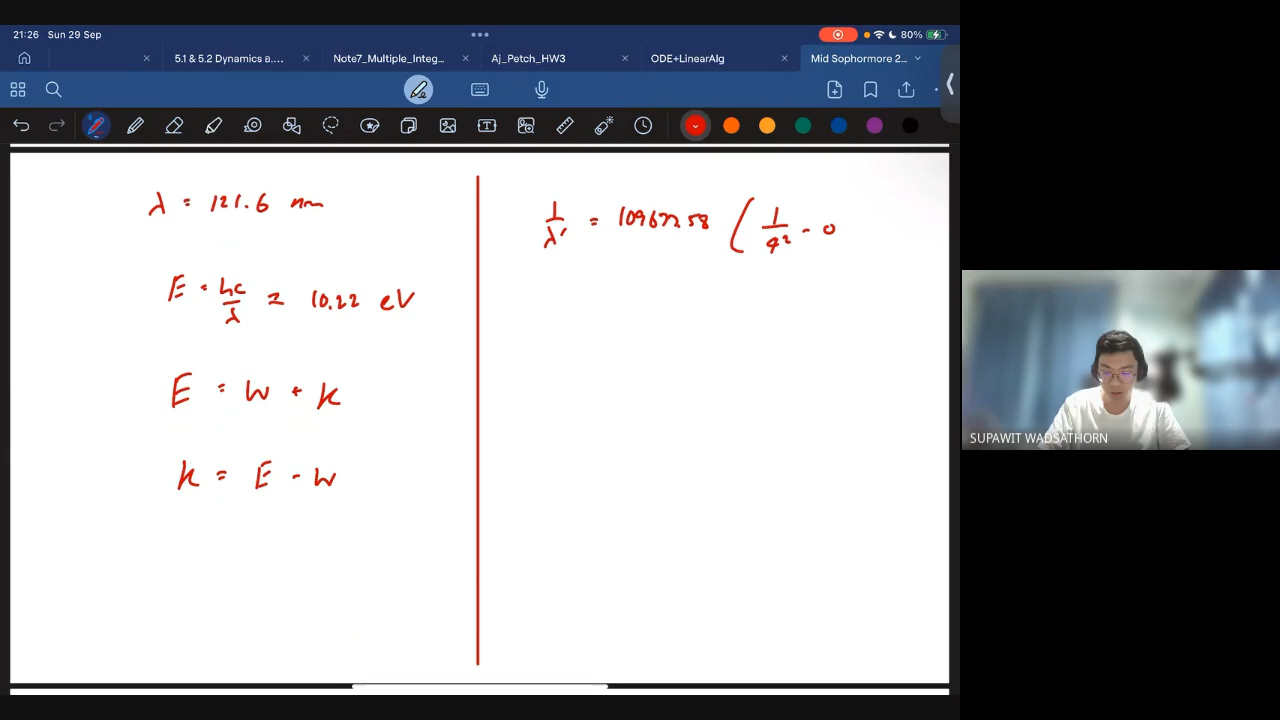 21:26 Sun 29 Sep
80%
5.1 & 5.2 Dynamics a....
Note7_Multiple_Integ...
Aj_Petch_HW3
ODE+LinearAlg
Mid Sophormore 2...
λ = 121.6 nm
E = hc/λ = 10.22 eV
E = W + K
K = E - W
1/λ' = 109677.58 ( 1/4² - 0
SUPAWIT WADSATHORN